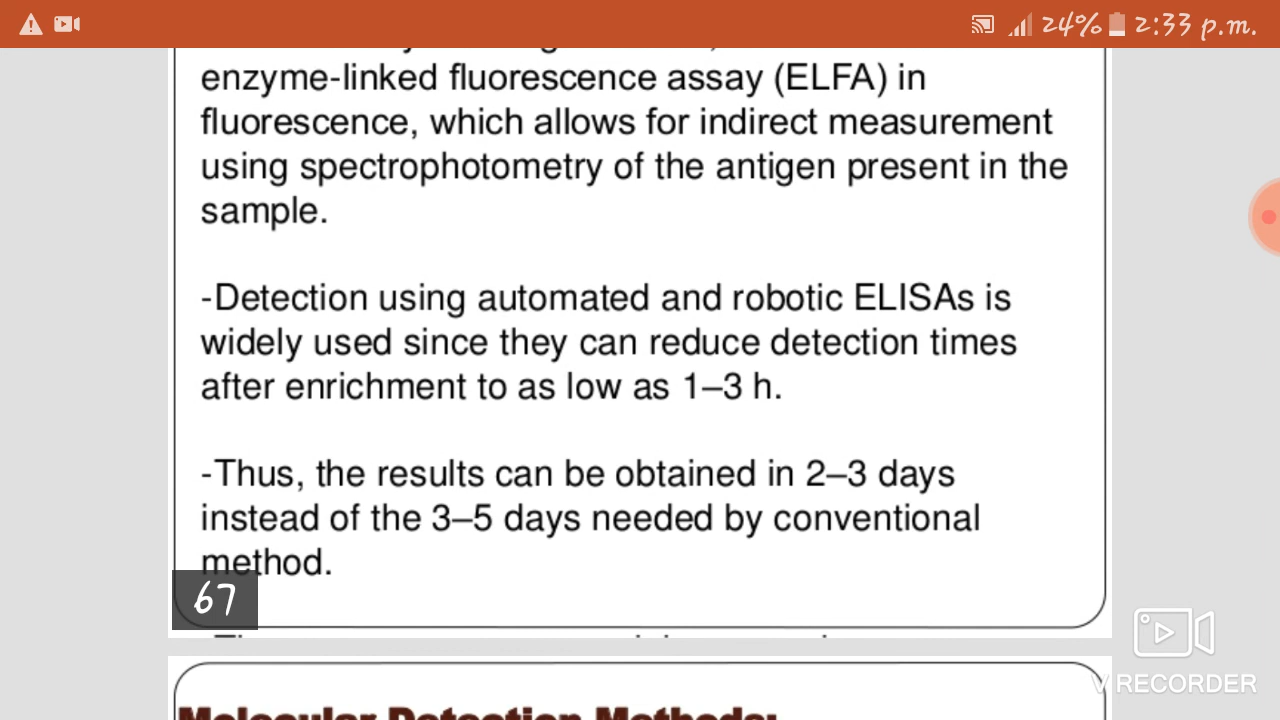 24% 2:33 p.m.
enzyme-linked fluorescence assay (ELFA) in
fluorescence, which allows for indirect measurement
using spectrophotometry of the antigen present in the
sample.
-Detection using automated and robotic ELISAs is
widely used since they can reduce detection times
after enrichment to as low as 1–3 h.
-Thus, the results can be obtained in 2–3 days
instead of the 3–5 days needed by conventional
method.
67
V RECORDER
Molecular Detection Methods: